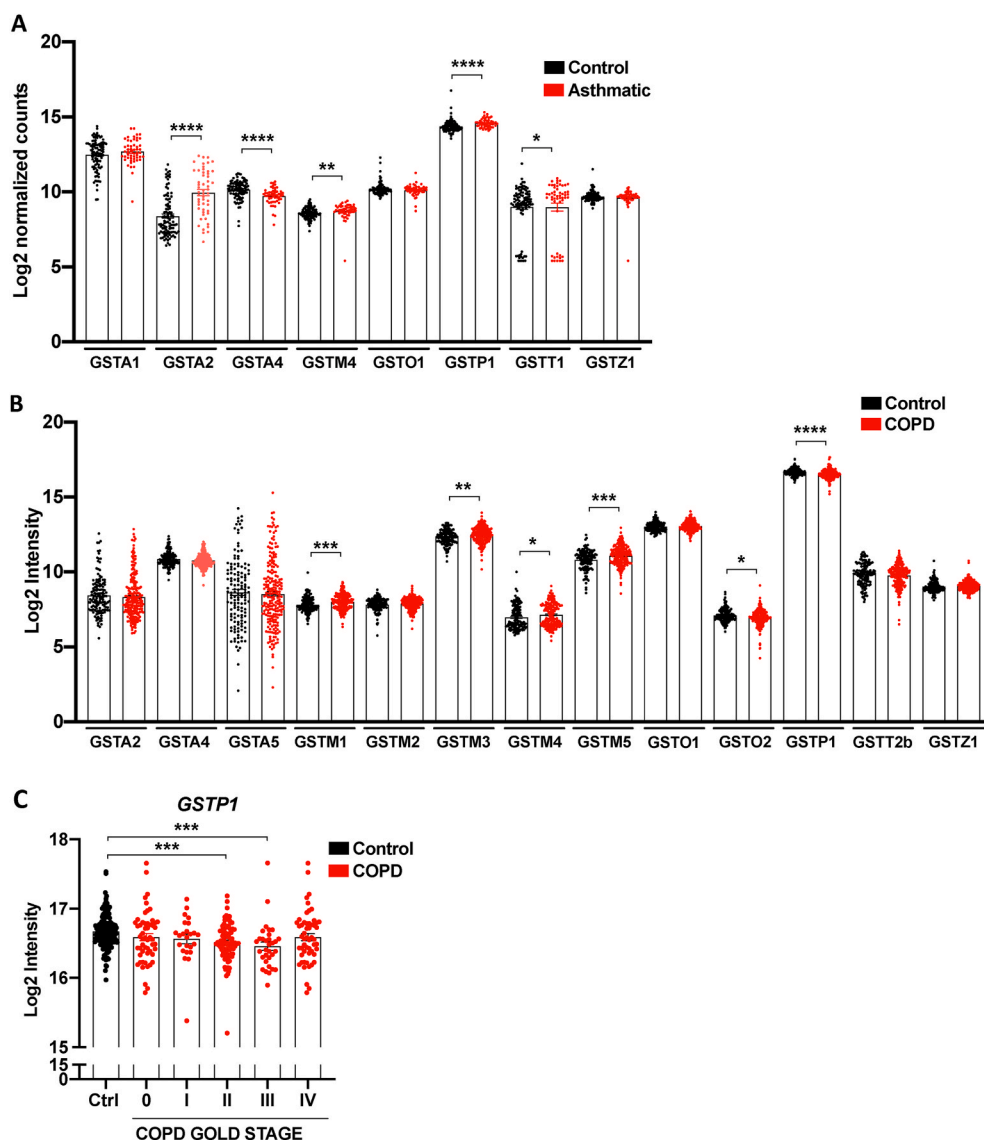 A
20
15
10
5
0
Log2 normalized counts
Control
Asthmatic
****
****
**
****
*
GSTA1 GSTA2 GSTA4 GSTM4 GSTO1 GSTP1 GSTT1 GSTZ1
B
20
15
10
5
0
Log2 Intensity
Control
COPD
***
**
*
***
*
****
GSTA2 GSTA4 GSTA5 GSTM1 GSTM2 GSTM3 GSTM4 GSTM5 GSTO1 GSTO2 GSTP1 GSTT2b GSTZ1
C
GSTP1
18
17
16
15
15
0
Log2 Intensity
Control
COPD
***
***
Ctrl 0 I II III IV
COPD GOLD STAGE